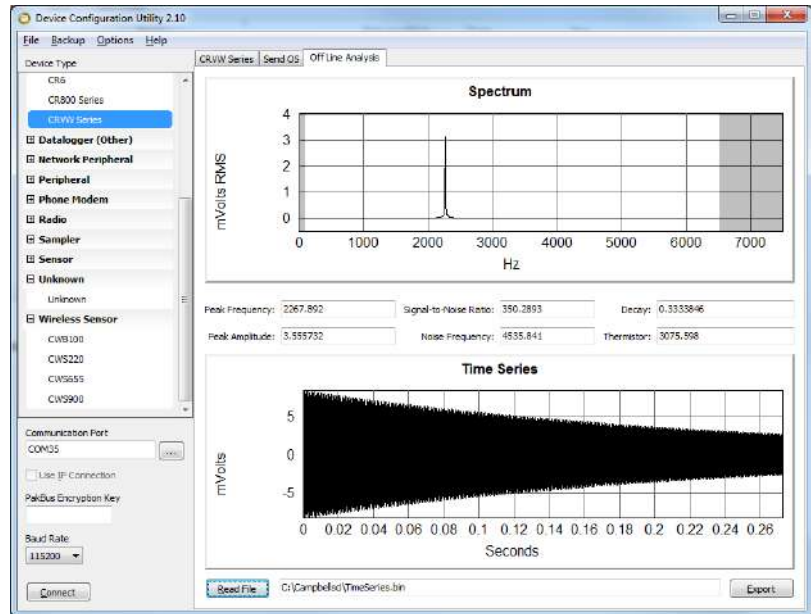 Device Configuration Utility 2.10
File Backup Options Help
Device Type
CR6
CR800 Series
CRVW Series
Datalogger (Other)
Network Peripheral
Peripheral
Phone Modem
Radio
Sampler
Sensor
Unknown
Unknown
Wireless Sensor
CWB100
CWS220
CWS655
CWS900
Communication Port
COM35
...
Use IP Connection
PakBus Encryption Key
Baud Rate
115200
Connect
CRVW Series Send OS Off Line Analysis
Spectrum
mVolts RMS
4
3
2
1
0
0 1000 2000 3000 4000 5000 6000 7000
Hz
Peak Frequency: 2267.892 Signal-to-Noise Ratio: 350.2893 Decay: 0.3333846
Peak Amplitude: 3.555732 Noise Frequency: 4535.841 Thermistor: 3075.598
Time Series
mVolts
5
0
-5
0 0.02 0.04 0.06 0.08 0.1 0.12 0.14 0.16 0.18 0.2 0.22 0.24 0.26
Seconds
Read File C:\Campbellsci\TimeSeries.bin Export